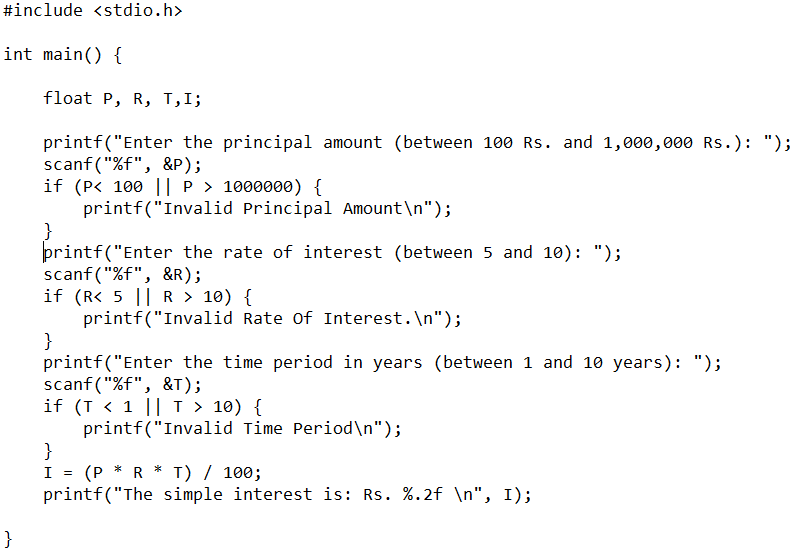 #include <stdio.h>
int main() {
float P, R, T,I;
printf("Enter the principal amount (between 100 Rs. and 1,000,000 Rs.): ");
scanf("%f", &P);
if (P< 100 || P > 1000000) {
printf("Invalid Principal Amount\n");
}
printf("Enter the rate of interest (between 5 and 10): ");
scanf("%f", &R);
if (R< 5 || R > 10) {
printf("Invalid Rate Of Interest.\n");
}
printf("Enter the time period in years (between 1 and 10 years): ");
scanf("%f", &T);
if (T < 1 || T > 10) {
printf("Invalid Time Period\n");
}
I = (P * R * T) / 100;
printf("The simple interest is: Rs. %.2f \n", I);
}